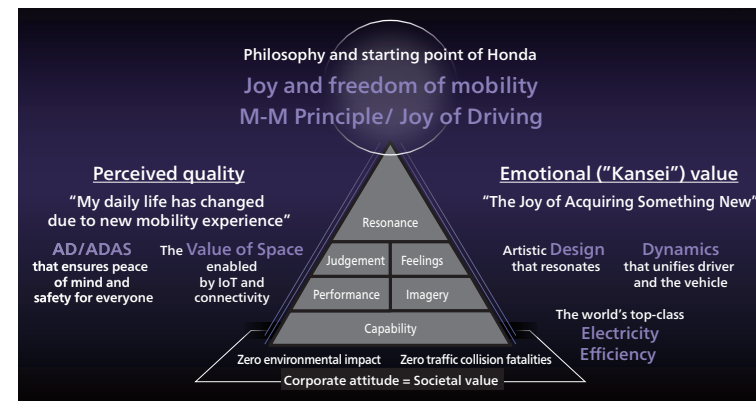 Philosophy and starting point of Honda
Joy and freedom of mobility
M-M Principle/ Joy of Driving
Perceived quality
“My daily life has changed
due to new mobility experience”
AD/ADAS
that ensures peace
of mind and
safety for everyone
The Value of Space
enabled
by IoT and
connectivity
Resonance
Judgement
Feelings
Performance
Imagery
Capability
Emotional (”Kansei”) value
“The Joy of Acquiring Something New”
Artistic Design
that resonates
Dynamics
that unifies driver
and the vehicle
The world’s top-class
Electricity
Efficiency
Zero environmental impact
Zero traffic collision fatalities
Corporate attitude = Societal value